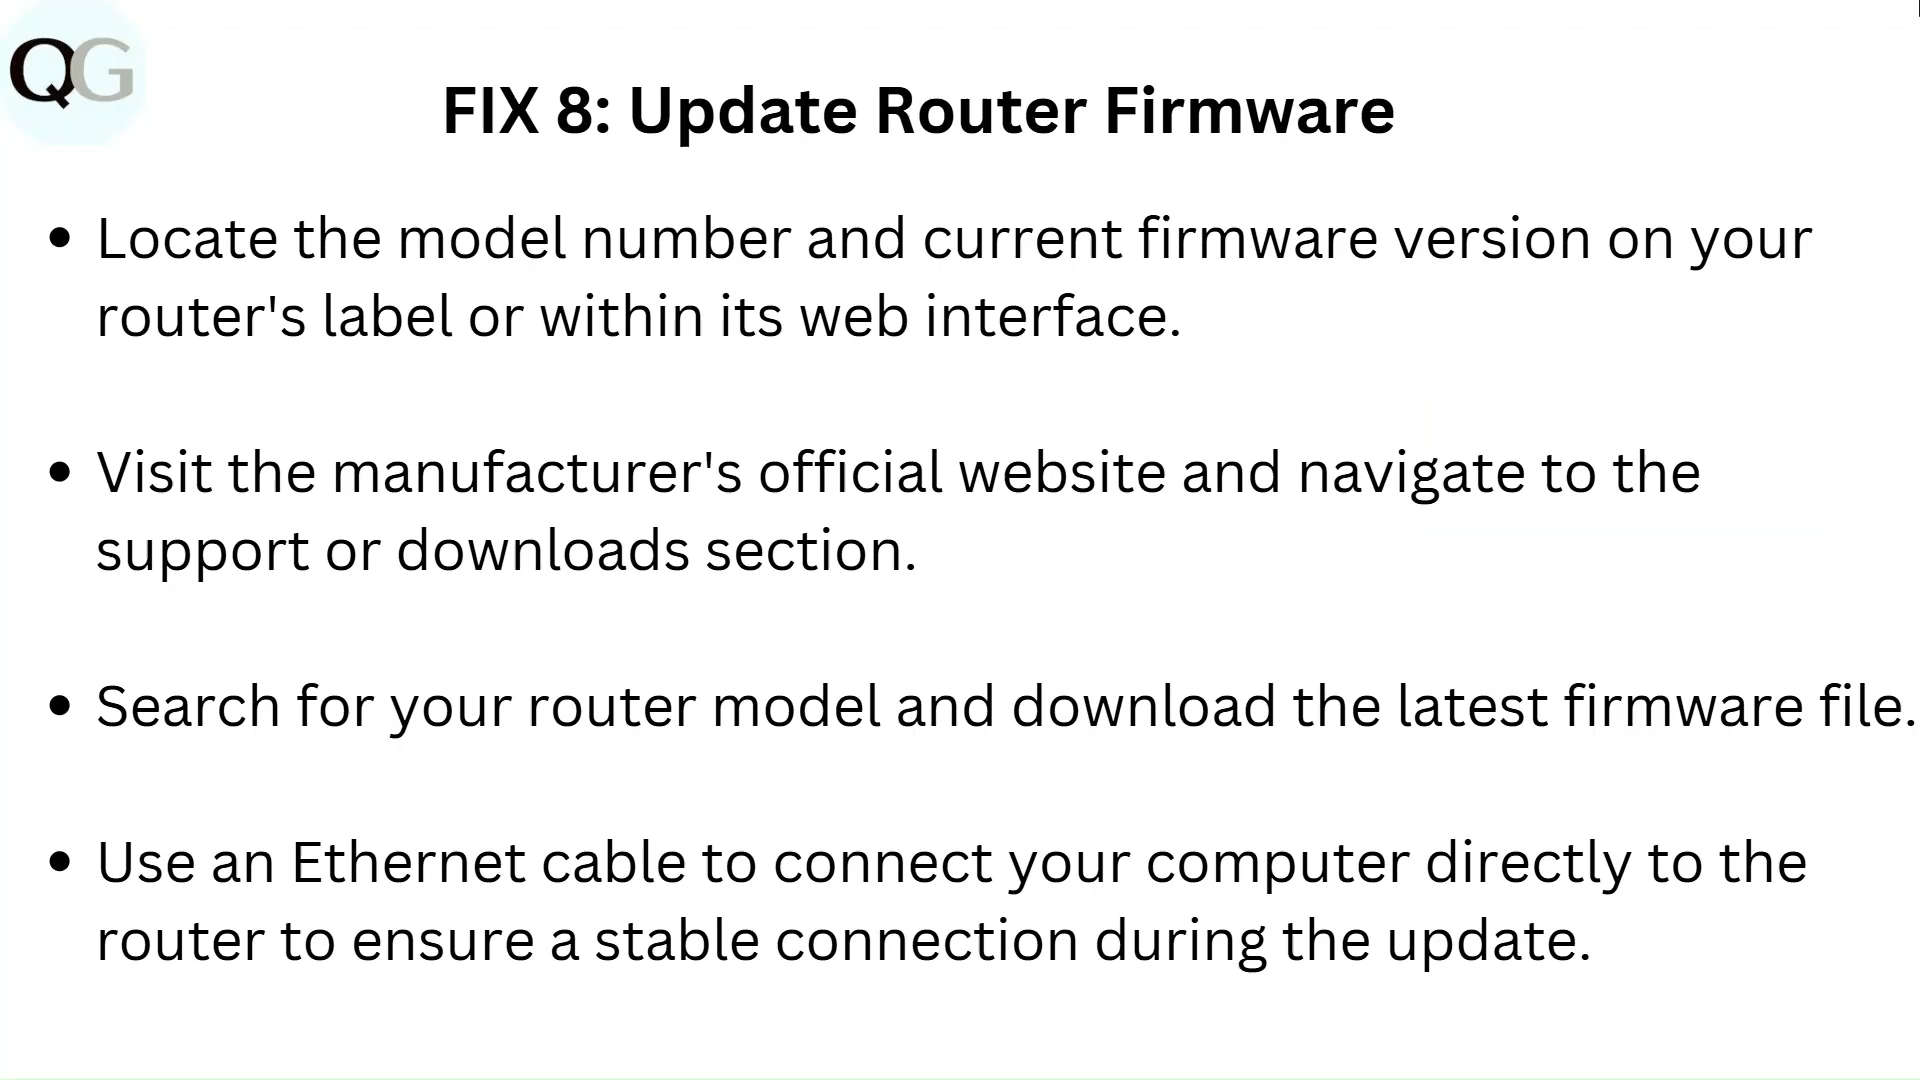 QG
FIX 8: Update Router Firmware
• Locate the model number and current firmware version on your
router's label or within its web interface.
• Visit the manufacturer's official website and navigate to the
support or downloads section.
• Search for your router model and download the latest firmware file.
• Use an Ethernet cable to connect your computer directly to the
router to ensure a stable connection during the update.